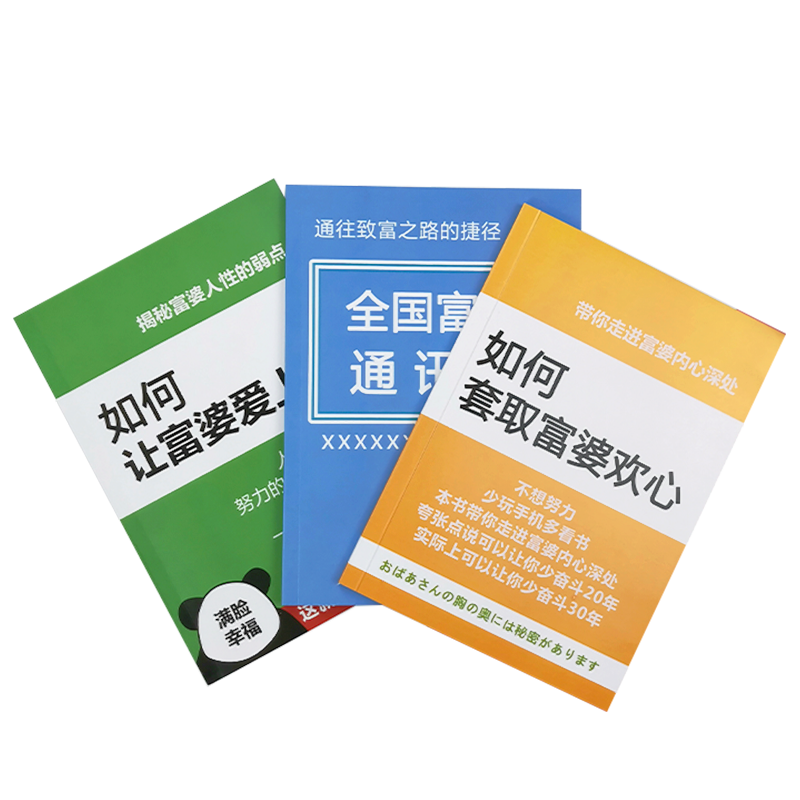 揭秘富婆人性的弱点
如何
让富婆爱上
努力的
满脸
幸福
通往致富之路的捷径
全国富
通讯
XXXXX
带你走进富婆内心深处
如何
套取富婆欢心
不想努力
少玩手机多看书
本书带你走进富婆内心深处
夸张点说可以让你少奋斗20年
实际上可以让你少奋斗30年
おばあさんの胸の奥には秘密があります